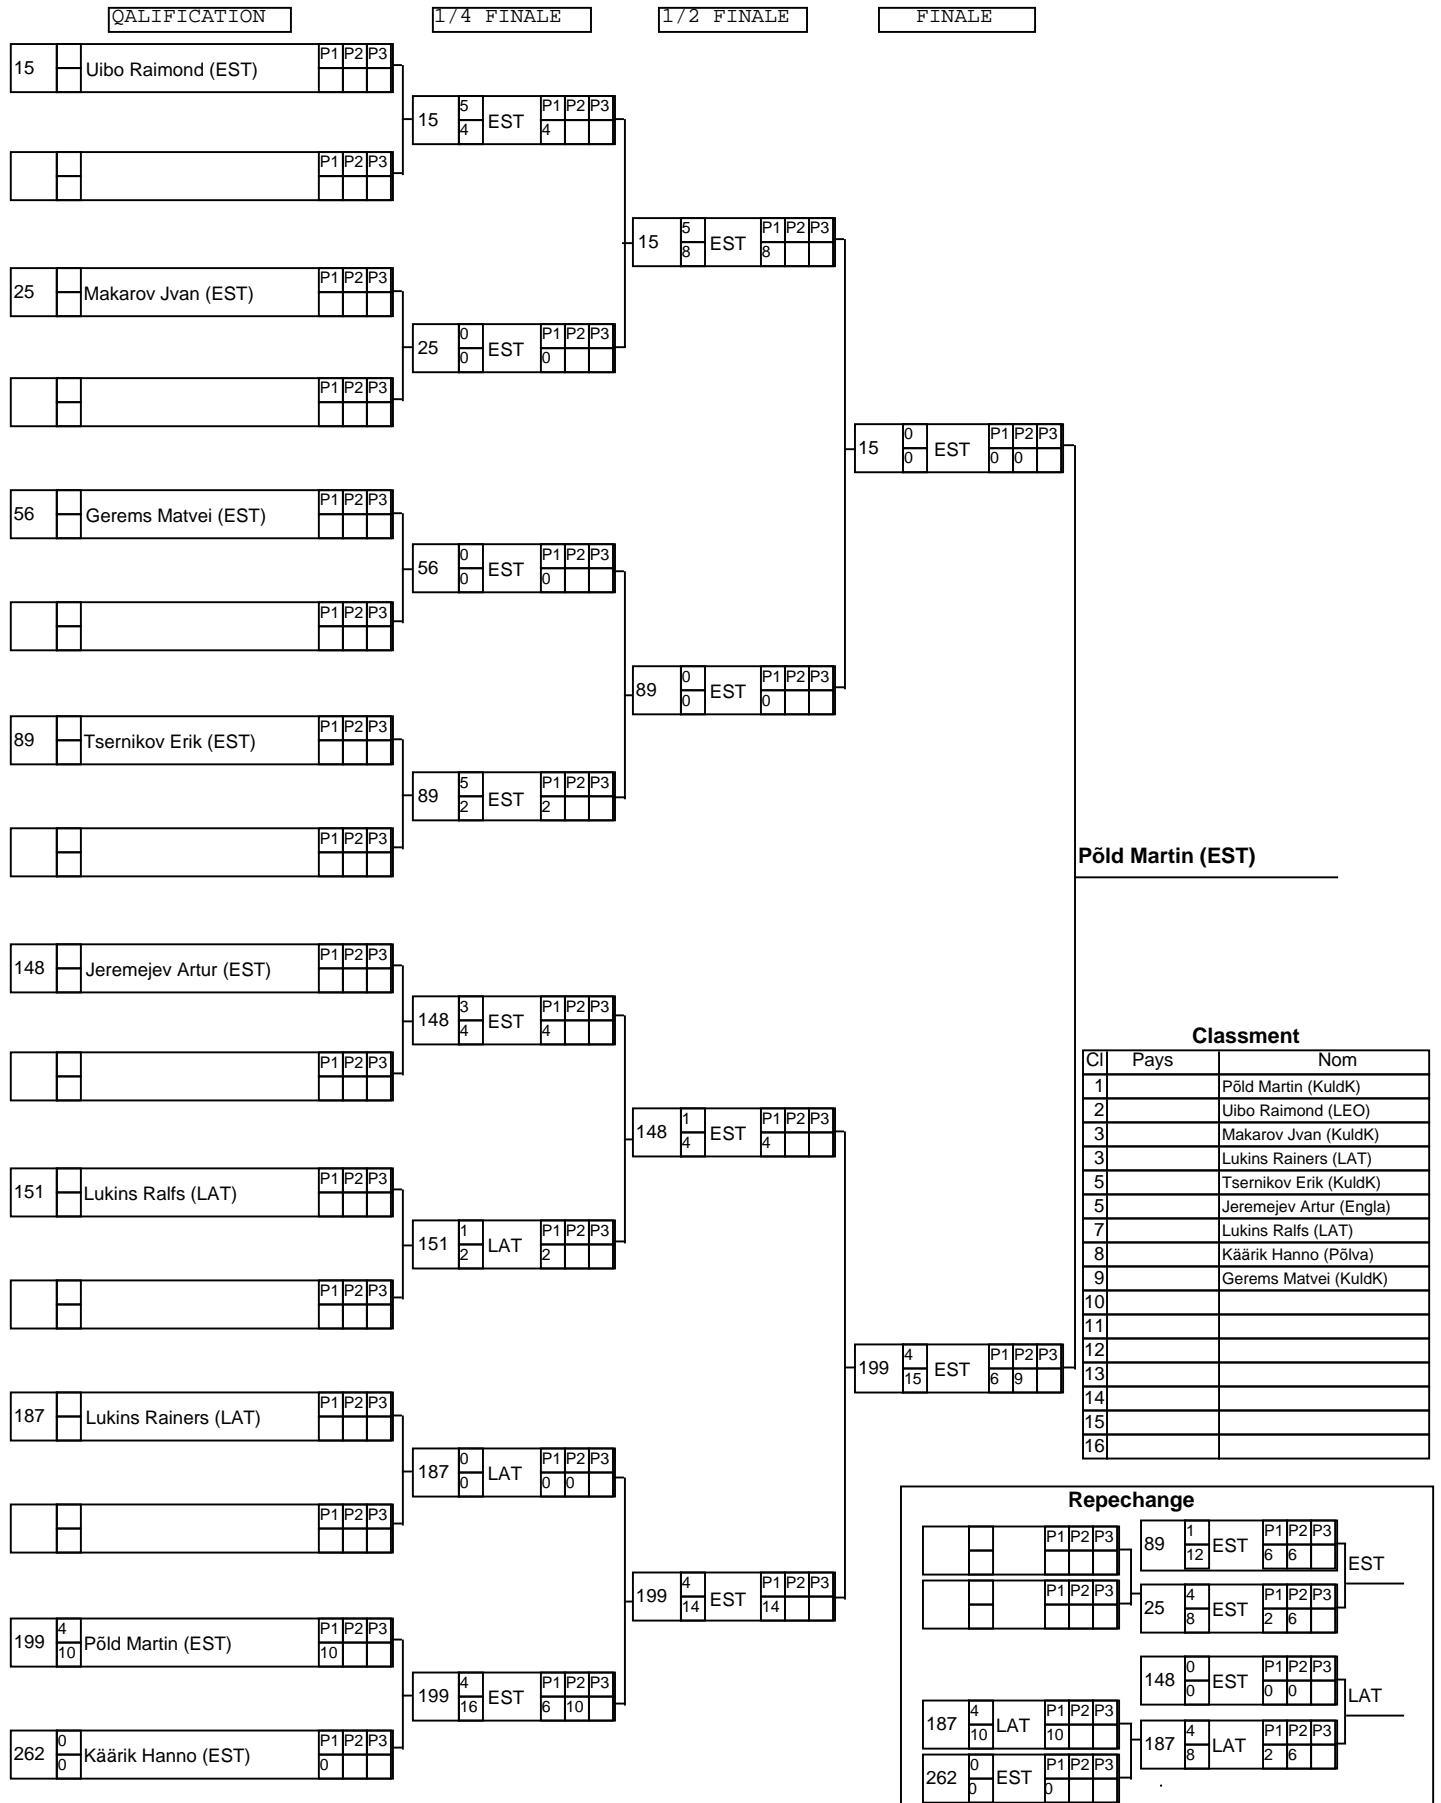 QALIFICATION 1/4 FINALE 1/2 FINALE FINALE
15 Uibo Raimond (EST) P1 P2 P3
15 5 4 EST P1 P2 P3 4
P1 P2 P3
15 5 8 EST P1 P2 P3 8
25 Makarov Jvan (EST) P1 P2 P3
25 0 0 EST P1 P2 P3 0
P1 P2 P3
15 0 0 EST P1 P2 P3 0 0
56 Gerems Matvei (EST) P1 P2 P3
56 0 0 EST P1 P2 P3 0
P1 P2 P3
89 0 0 EST P1 P2 P3 0
89 Tsernikov Erik (EST) P1 P2 P3
89 5 2 EST P1 P2 P3 2
P1 P2 P3
Põld Martin (EST)
148 Jeremejev Artur (EST) P1 P2 P3
148 3 4 EST P1 P2 P3 4
P1 P2 P3
148 1 4 EST P1 P2 P3 4
151 Lukins Ralfs (LAT) P1 P2 P3
151 1 2 LAT P1 P2 P3 2
P1 P2 P3
199 4 15 EST P1 P2 P3 6 9
187 Lukins Rainers (LAT) P1 P2 P3
187 0 0 LAT P1 P2 P3 0 0
P1 P2 P3
199 4 14 EST P1 P2 P3 14
199 4 10 Põld Martin (EST) P1 P2 P3 10
199 4 16 EST P1 P2 P3 6 10
262 0 0 Käärik Hanno (EST) P1 P2 P3 0
Classment
Cl Pays Nom
1 Põld Martin (KuldK)
2 Uibo Raimond (LEO)
3 Makarov Jvan (KuldK)
3 Lukins Rainers (LAT)
5 Tsernikov Erik (KuldK)
5 Jeremejev Artur (Engla)
7 Lukins Ralfs (LAT)
8 Käärik Hanno (Põlva)
9 Gerems Matvei (KuldK)
10
11
12
13
14
15
16
Repechange
P1 P2 P3
89 1 12 EST P1 P2 P3 6 6
EST
P1 P2 P3
25 4 8 EST P1 P2 P3 2 6
148 0 0 EST P1 P2 P3 0 0
LAT
187 4 10 LAT P1 P2 P3 10
187 4 8 LAT P1 P2 P3 2 6
262 0 0 EST P1 P2 P3 0
.